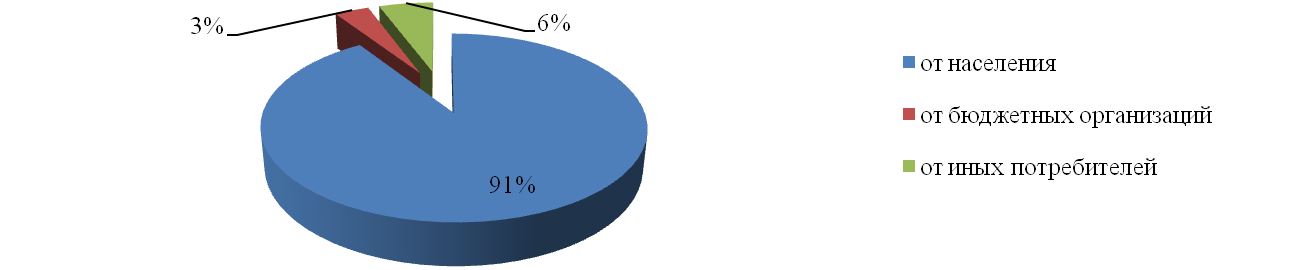 3%
6%
91%
от населения
от бюджетных организаций
от иных потребителей